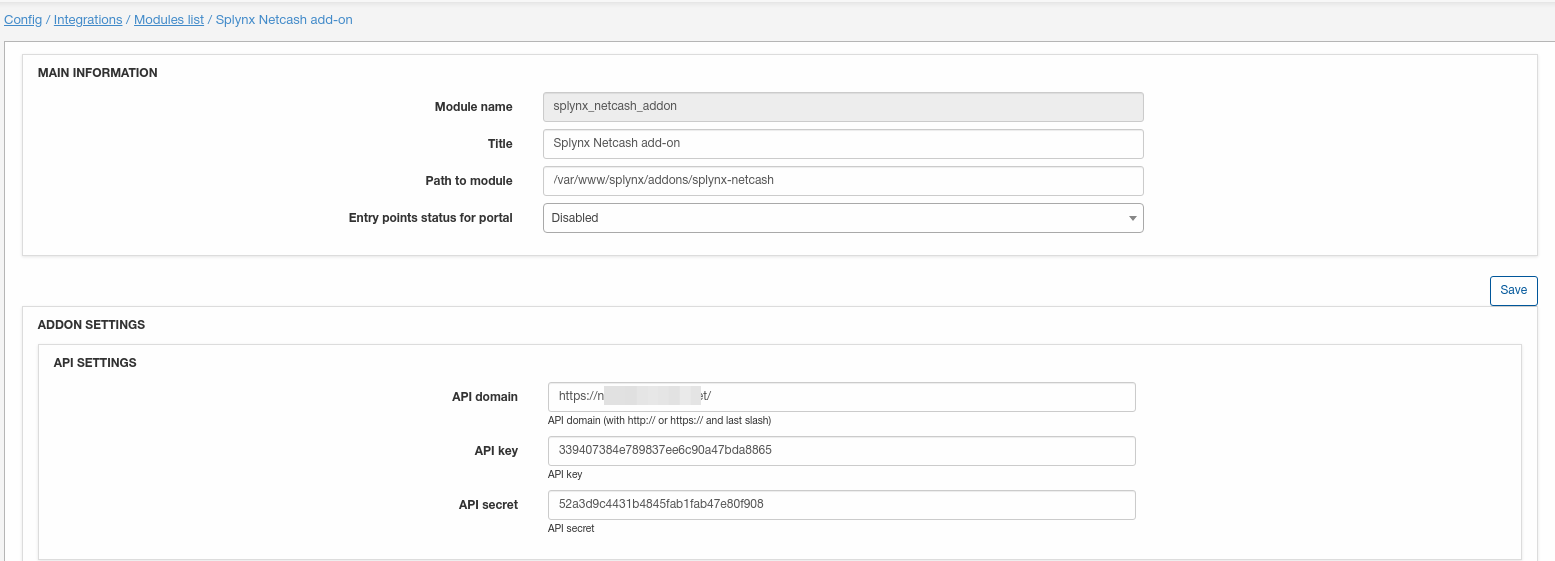 Config / Integrations / Modules list / Splynx Netcash add-on
MAIN INFORMATION
Module name splynx_netcash_addon
Title Splynx Netcash add-on
Path to module /var/www/splynx/addons/splynx-netcash
Entry points status for portal Disabled
Save
ADDON SETTINGS
API SETTINGS
API domain https://n et/
API domain (with http:// or https:// and last slash)
API key 339407384e789837ee6c90a47bda8865
API key
API secret 52a3d9c4431b4845fab1fab47e80f908
API secret